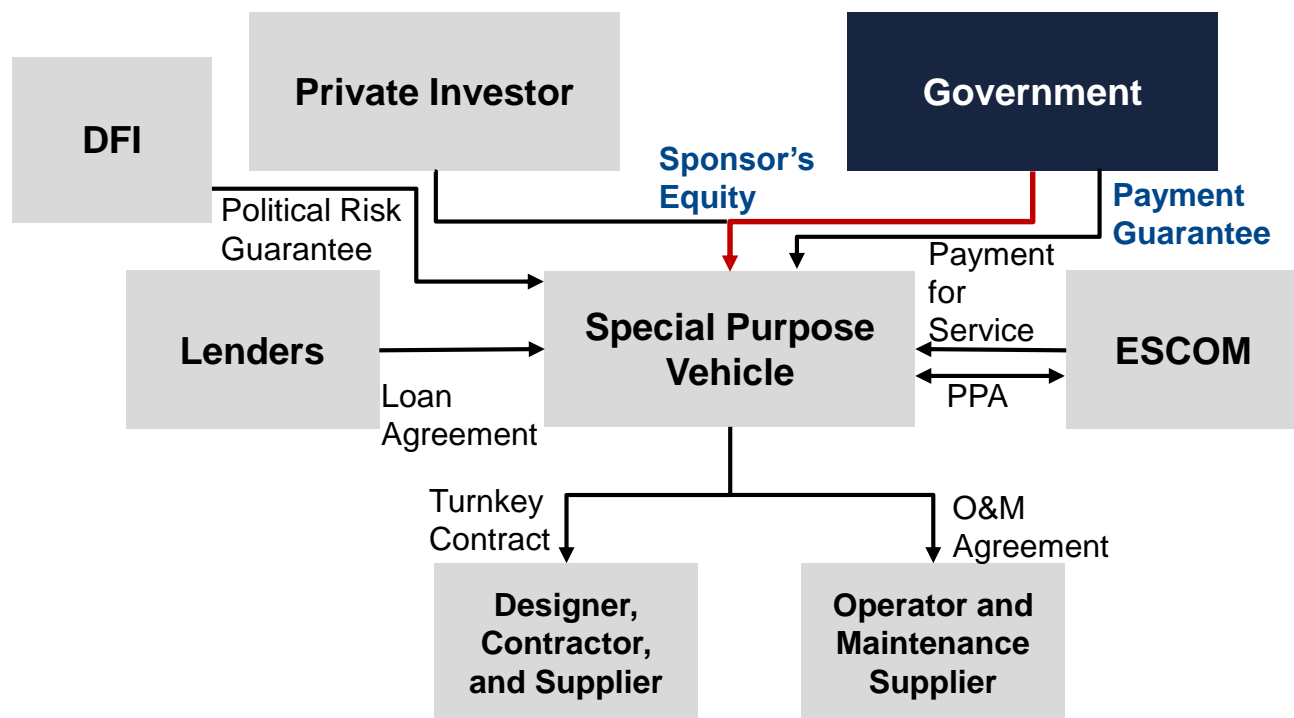 Private Investor
Government
DFI
Sponsor’s
Equity
Payment
Guarantee
Political Risk
Guarantee
Payment
for
Service
Lenders
Special Purpose
Vehicle
ESCOM
Loan
Agreement
PPA
Turnkey
Contract
O&M
Agreement
Designer,
Contractor,
and Supplier
Operator and
Maintenance
Supplier